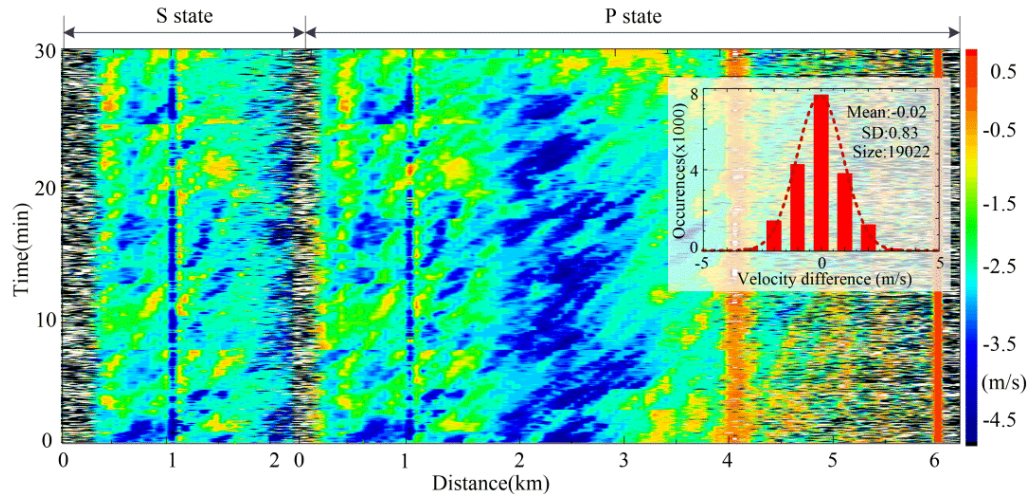 S state
P state
30
20
10
0
Time(min)
0
1
2
0
1
2
3
4
5
6
Distance(km)
8
4
0
Occurences(x1000)
Mean:-0.02
SD:0.83
Size:19022
-5
0
5
Velocity difference (m/s)
0.5
-0.5
-1.5
-2.5
-3.5
(m/s)
-4.5